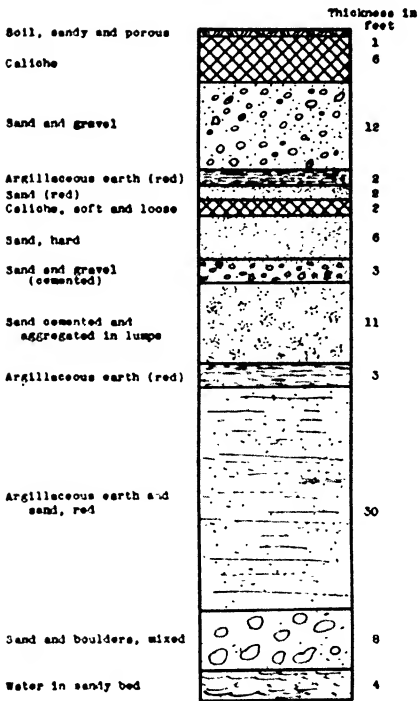 Thickness in
feet
Soil, sandy and porous 1
Caliche 6
Sand and gravel 12
Argillaceous earth (red) 2
Sand (red) 2
Caliche, soft and loose 2
Sand, hard 6
Sand and gravel 3
(cemented)
Sand cemented and 11
aggregated in lumps
Argillaceous earth (red) 3
Argillaceous earth and 30
sand, red
Sand and boulders, mixed 8
Water in sandy bed 4